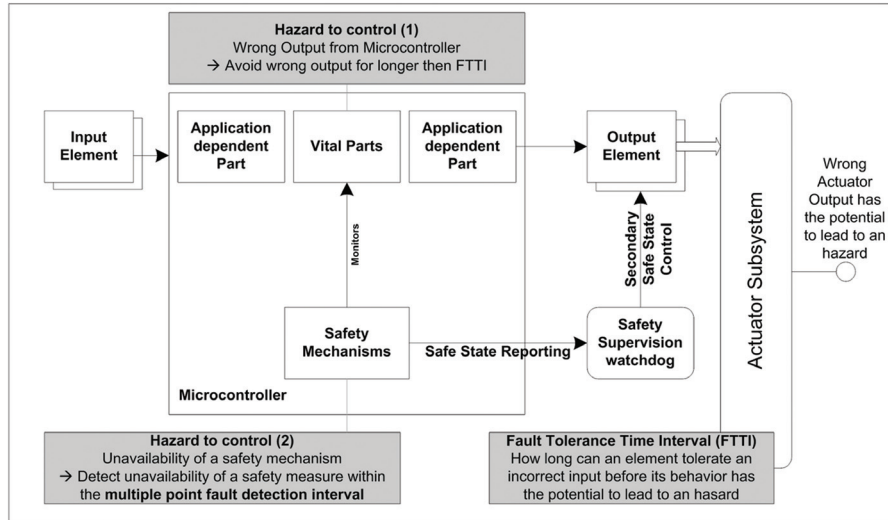 Hazard to control (1)
Wrong Output from Microcontroller
→ Avoid wrong output for longer then FTTI
Input
Element
Application
dependent
Part
Vital Parts
Application
dependent
Part
Output
Element
Wrong
Actuator
Output has
the potential
to lead to an
hazard
Monitors
Secondary
Safe State
Control
Actuator Subsystem
Safety
Mechanisms
Safe State Reporting
Safety
Supervision
watchdog
Microcontroller
Hazard to control (2)
Unavailability of a safety mechanism
→ Detect unavailability of a safety measure within
the multiple point fault detection interval
Fault Tolerance Time Interval (FTTI)
How long can an element tolerate an
incorrect input before its behavior has
the potential to lead to an hasard